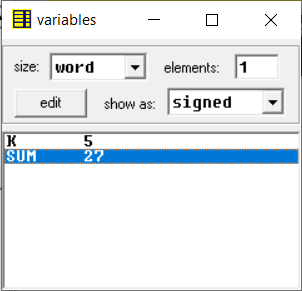 variables
size: word elements: 1
edit show as: signed
K 5
SUM 27